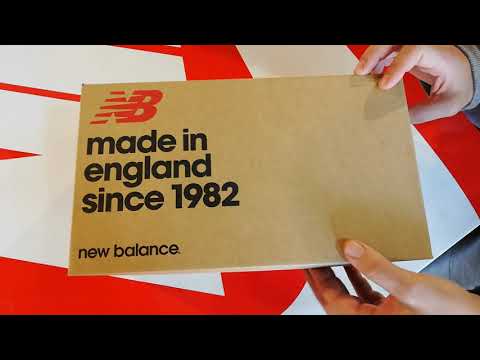 NB
made in
england
since 1982
new balance.